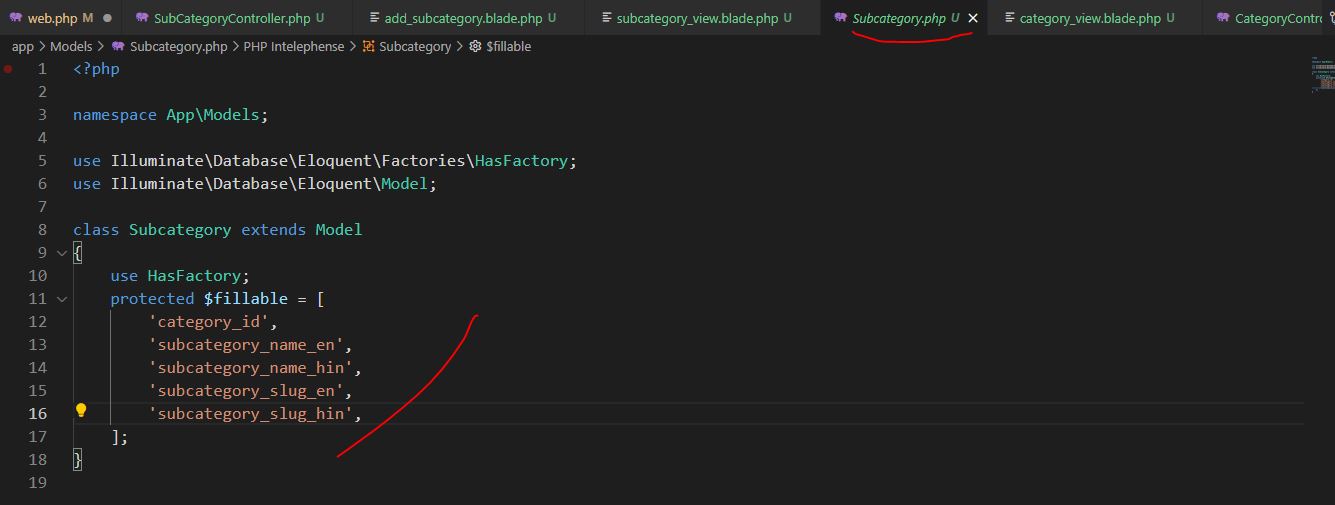 web.php M
SubCategoryController.php U
add_subcategory.blade.php U
subcategory_view.blade.php U
Subcategory.php U
category_view.blade.php U
CategoryContro
app > Models > Subcategory.php > PHP Intelephense > Subcategory > $fillable
1 <?php
2
3 namespace App\Models;
4
5 use Illuminate\Database\Eloquent\Factories\HasFactory;
6 use Illuminate\Database\Eloquent\Model;
7
8 class Subcategory extends Model
9 {
10 use HasFactory;
11 protected $fillable = [
12 'category_id',
13 'subcategory_name_en',
14 'subcategory_name_hin',
15 'subcategory_slug_en',
16 'subcategory_slug_hin',
17 ];
18 }
19